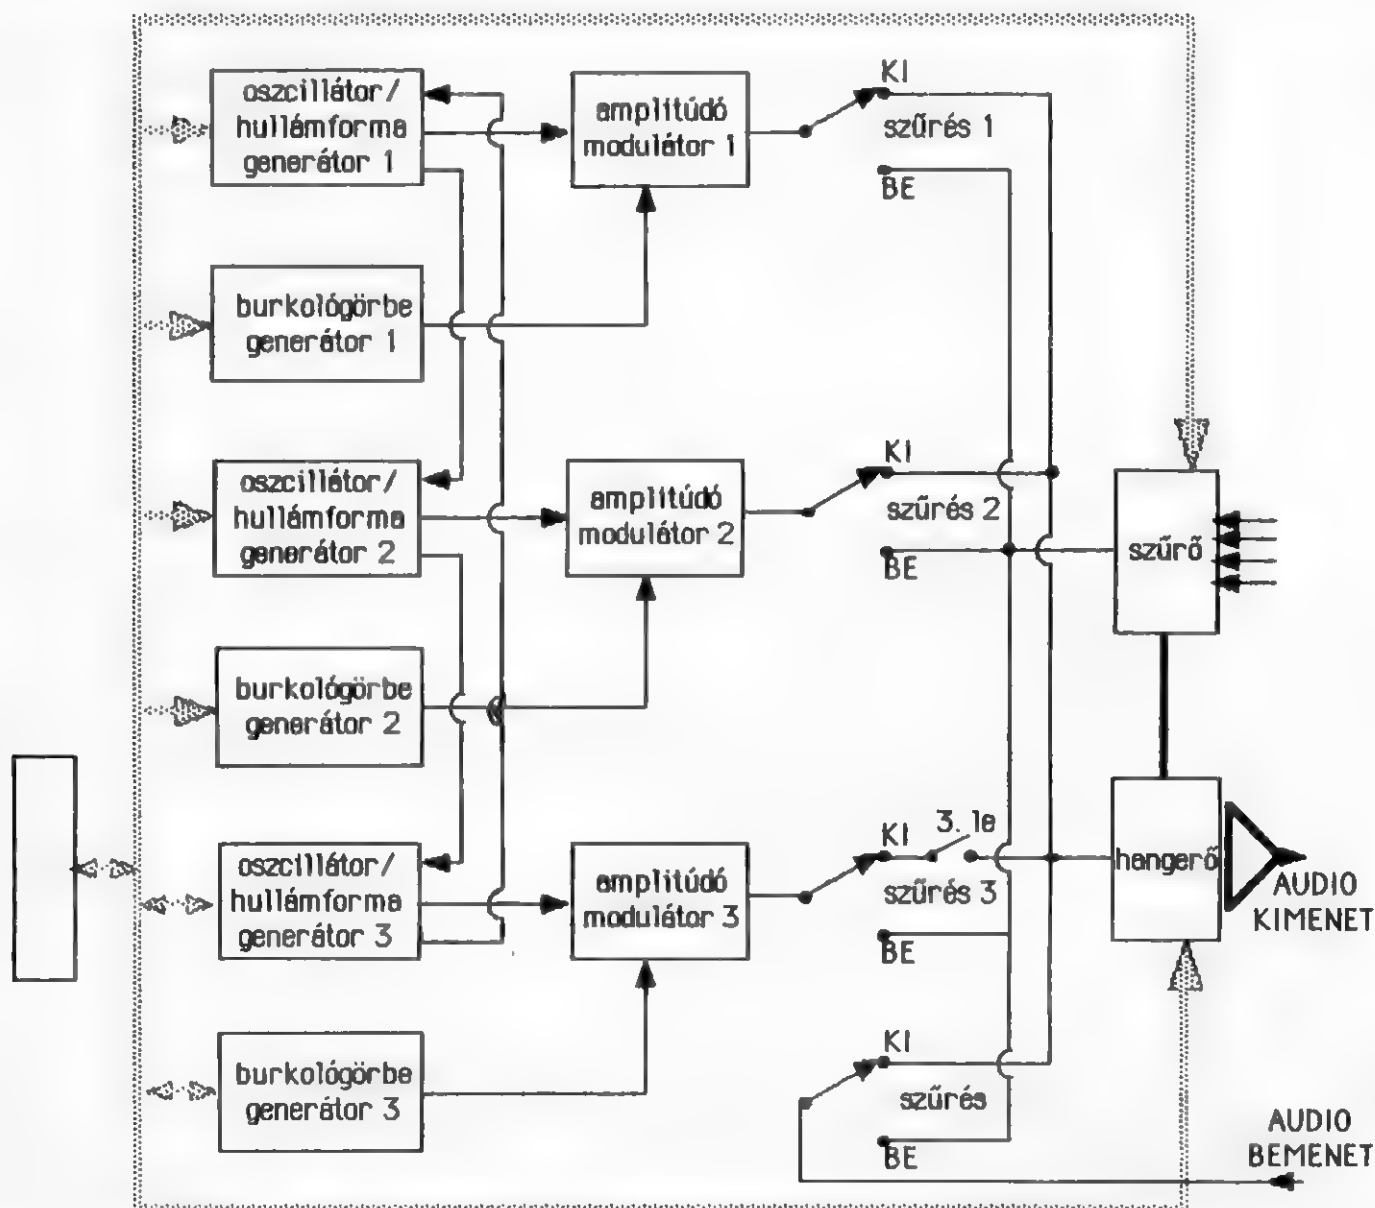 oszcillátor/
hullámforma
generátor 1
amplitúdó
modulátor 1
KI
szűrés 1
BE
burkológörbe
generátor 1
oszcillátor/
hullámforma
generátor 2
amplitúdó
modulátor 2
KI
szűrés 2
BE
szűrő
burkológörbe
generátor 2
oszcillátor/
hullámforma
generátor 3
amplitúdó
modulátor 3
KI
3. le
szűrés 3
BE
hangerő
AUDIO
KIMENET
burkológörbe
generátor 3
KI
szűrés
BE
AUDIO
BEMENET